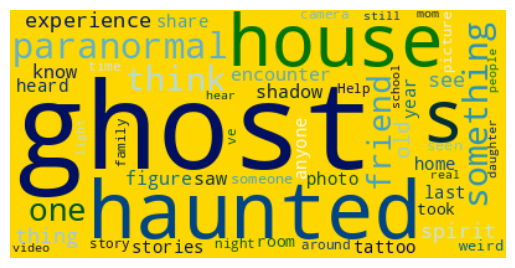 experience share camera still mom
paranormal house
know think encounter see picture people
heard time hear shadow Help school year something
ghost s
light family ve anyone friend old seen daughter
haunted home real
figure saw someone photo last
one took
thing spirit
video story stories night room around tattoo weird